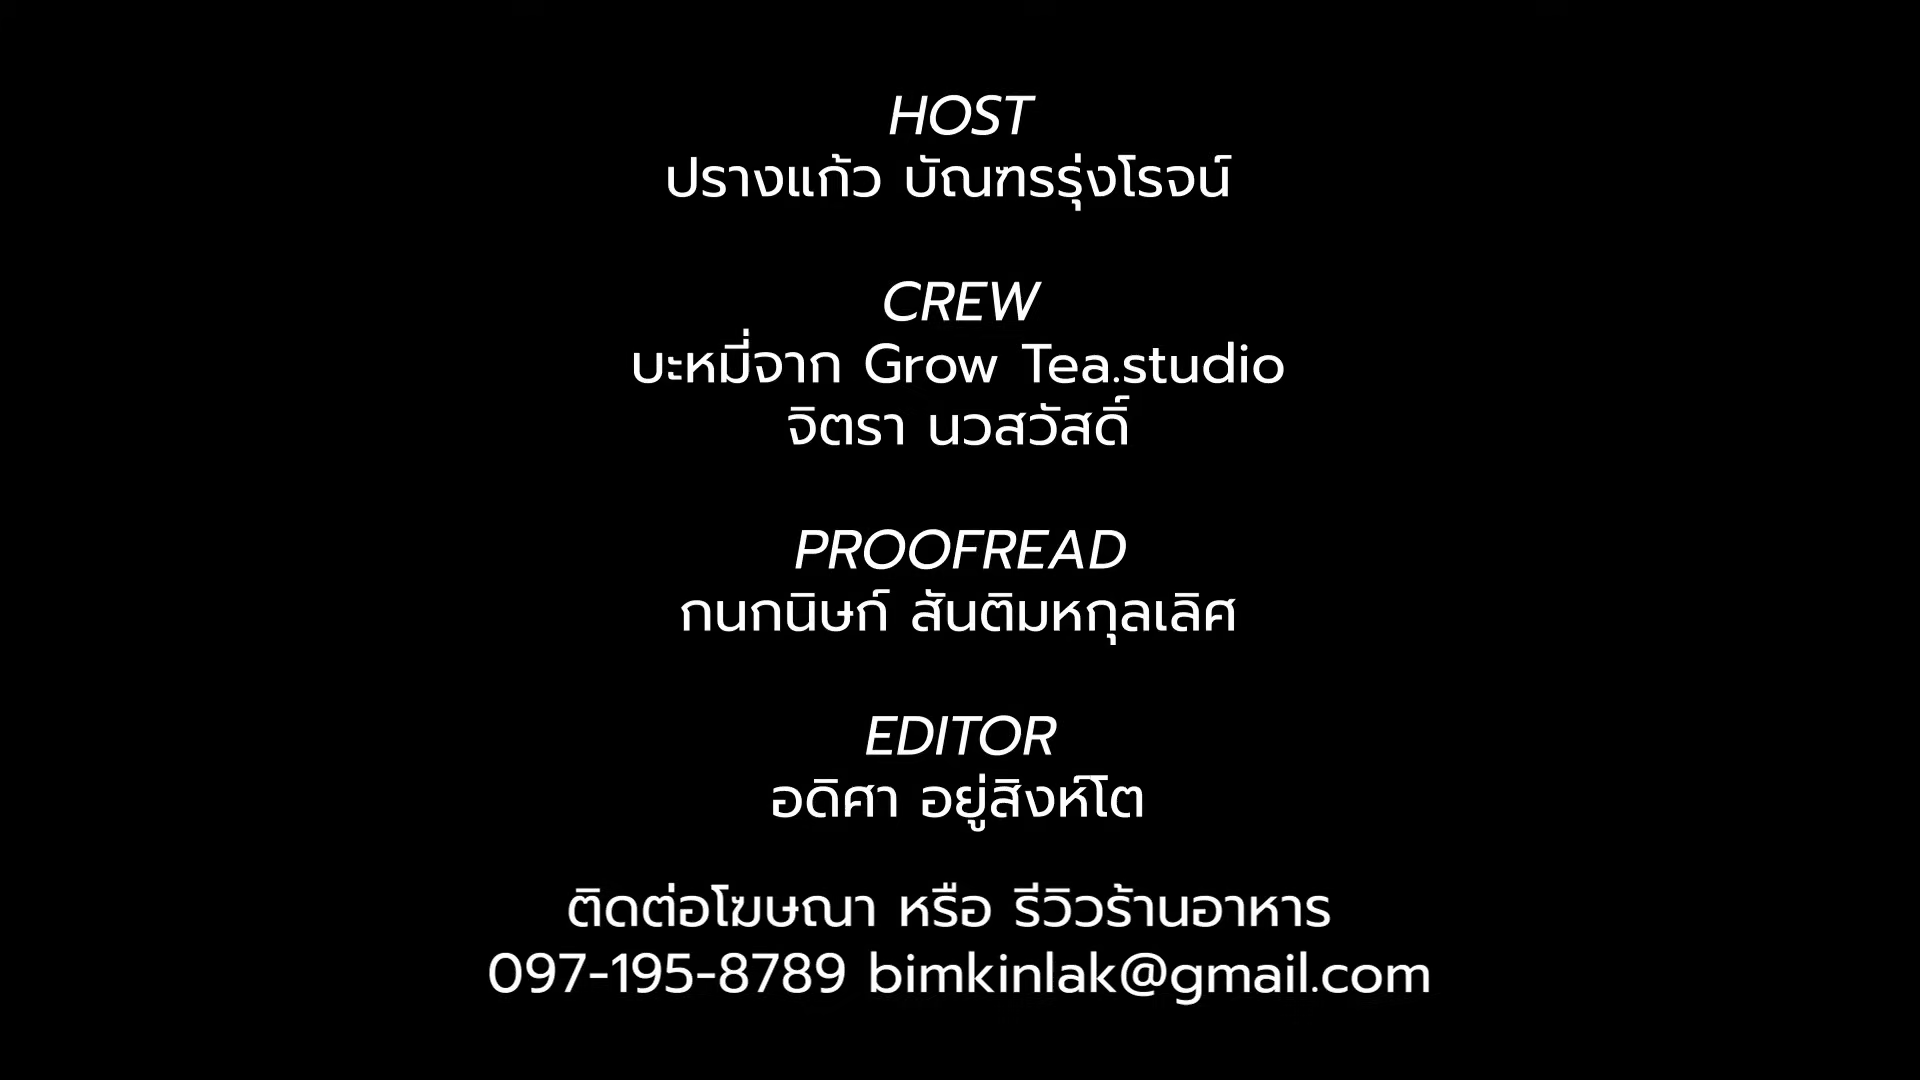 HOST
ปรางแก้ว บัณฑรรุ่งโรจน์
CREW
บะหมี่จาก Grow Tea.studio
จิตรา นวสวัสดิ์
PROOFREAD
กนกนิษก์ สันติมหกุลเลิศ
EDITOR
อดิศา อยู่สิงห์โต
ติดต่อโฆษณา หรือ รีวิวร้านอาหาร
097-195-8789 bimkinlak@gmail.com